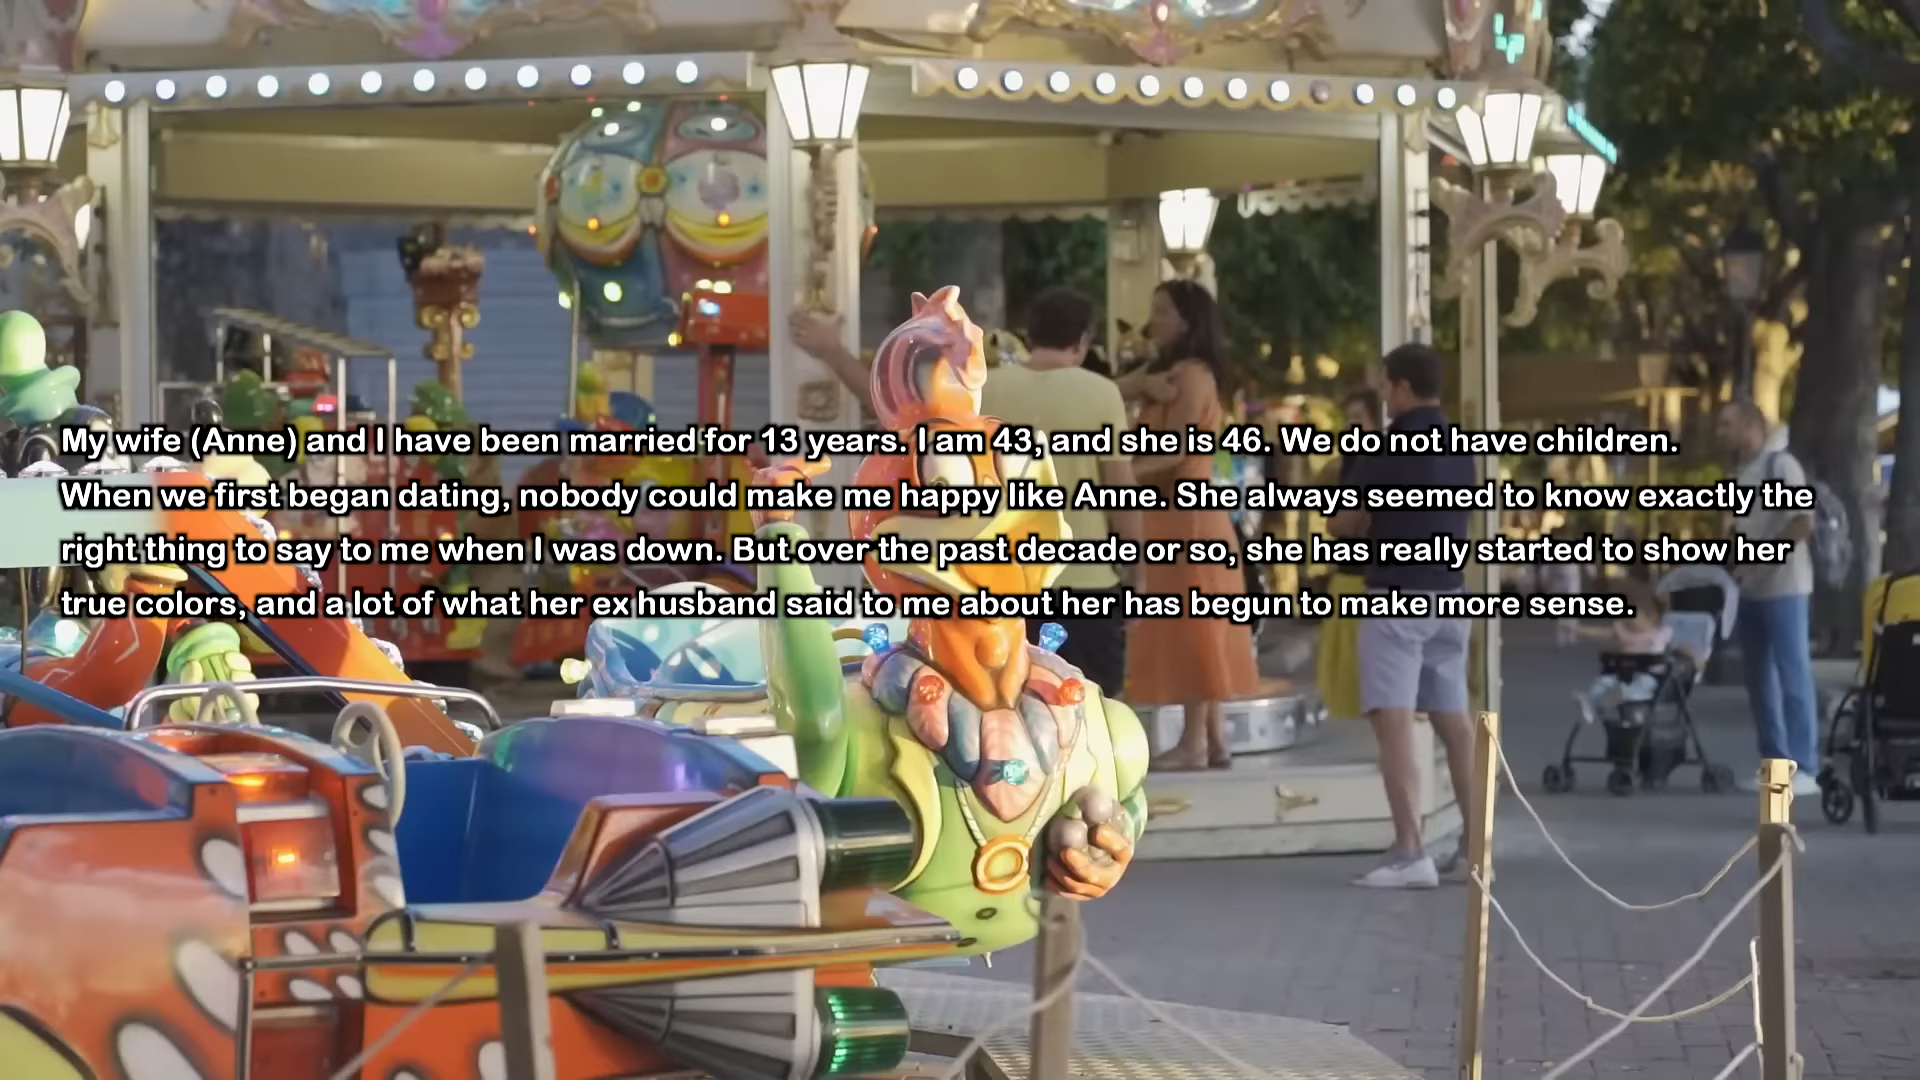 My wife (Anne) and I have been married for 13 years. I am 43, and she is 46. We do not have children.
When we first began dating, nobody could make me happy like Anne. She always seemed to know exactly the
right thing to say to me when I was down. But over the past decade or so, she has really started to show her
true colors, and a lot of what her ex husband said to me about her has begun to make more sense.